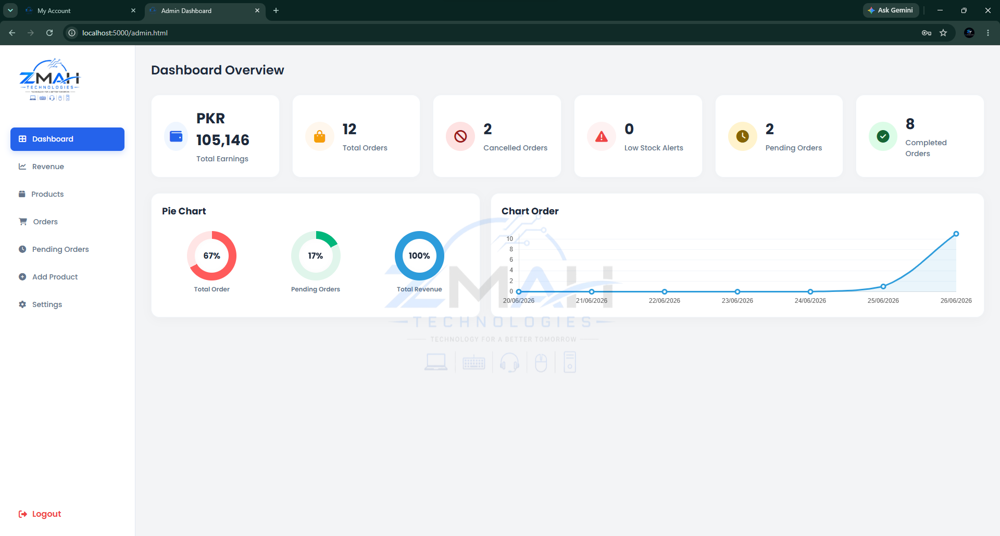 My Account
Admin Dashboard
Ask Gemini
localhost:5000/admin.html
ZMAH
TECHNOLOGIES
TECHNOLOGY FOR A BETTER TOMORROW
Dashboard
Revenue
Products
Orders
Pending Orders
Add Product
Settings
Logout
Dashboard Overview
PKR
105,146
Total Earnings
12
Total Orders
2
Cancelled Orders
0
Low Stock Alerts
2
Pending Orders
8
Completed
Orders
Pie Chart
67%
Total Order
17%
Pending Orders
100%
Total Revenue
Chart Order
10
8
6
4
2
0
20/06/2026
21/06/2026
22/06/2026
23/06/2026
24/06/2026
25/06/2026
26/06/2026
ZMAH
TECHNOLOGIES
TECHNOLOGY FOR A BETTER TOMORROW